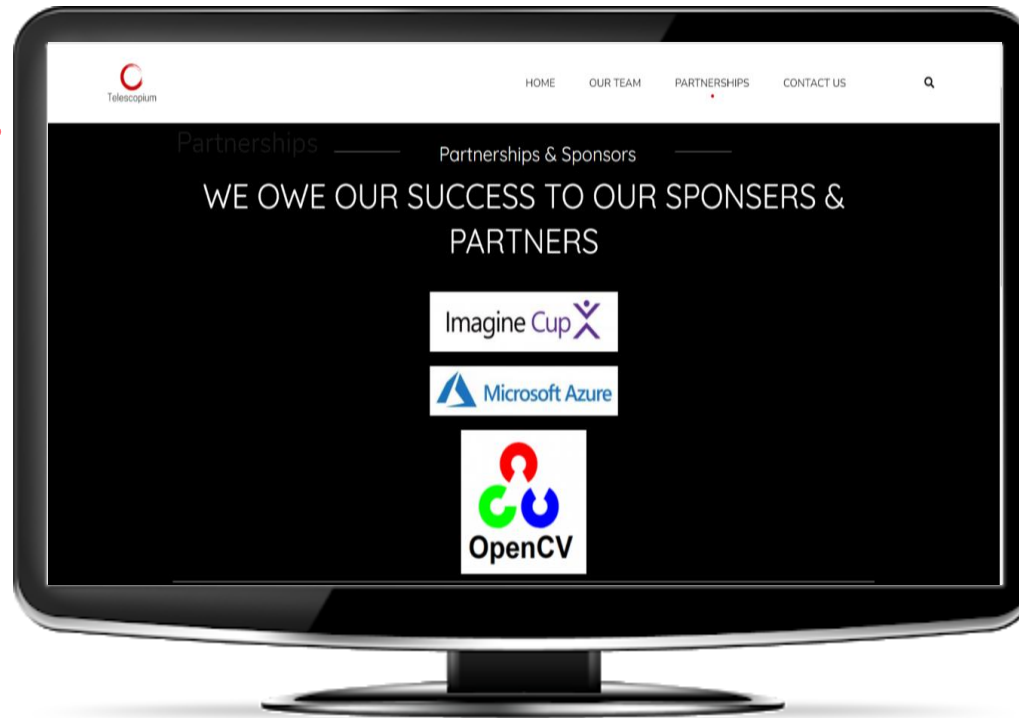 Telescopium
HOME OUR TEAM PARTNERSHIPS CONTACT US
Partnerships
Partnerships & Sponsors
WE OWE OUR SUCCESS TO OUR SPONSERS &
PARTNERS
Imagine Cup
Microsoft Azure
OpenCV